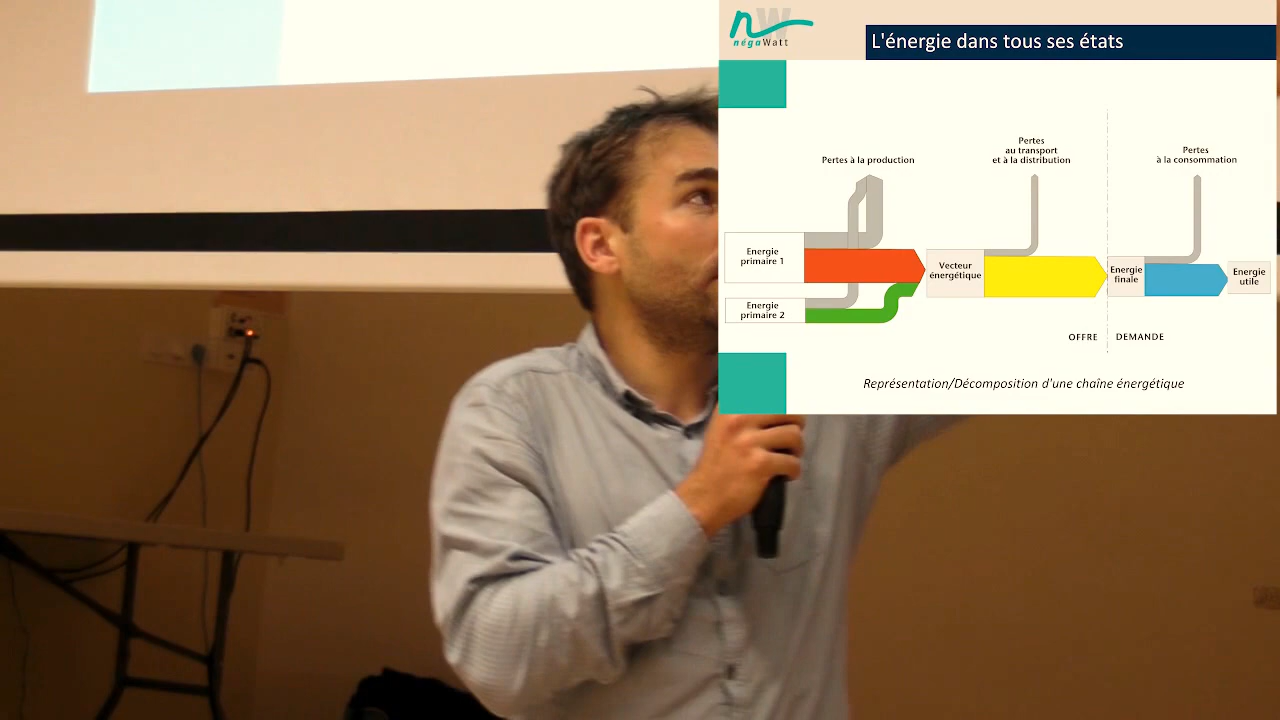 nW
négaWatt
L'énergie dans tous ses états
Pertes à la production
Pertes
au transport
et à la distribution
Pertes
à la consommation
Energie
primaire 1
Energie
primaire 2
Vecteur
énergétique
Energie
finale
Energie
utile
OFFRE
DEMANDE
Représentation/Décomposition d'une chaîne énergétique